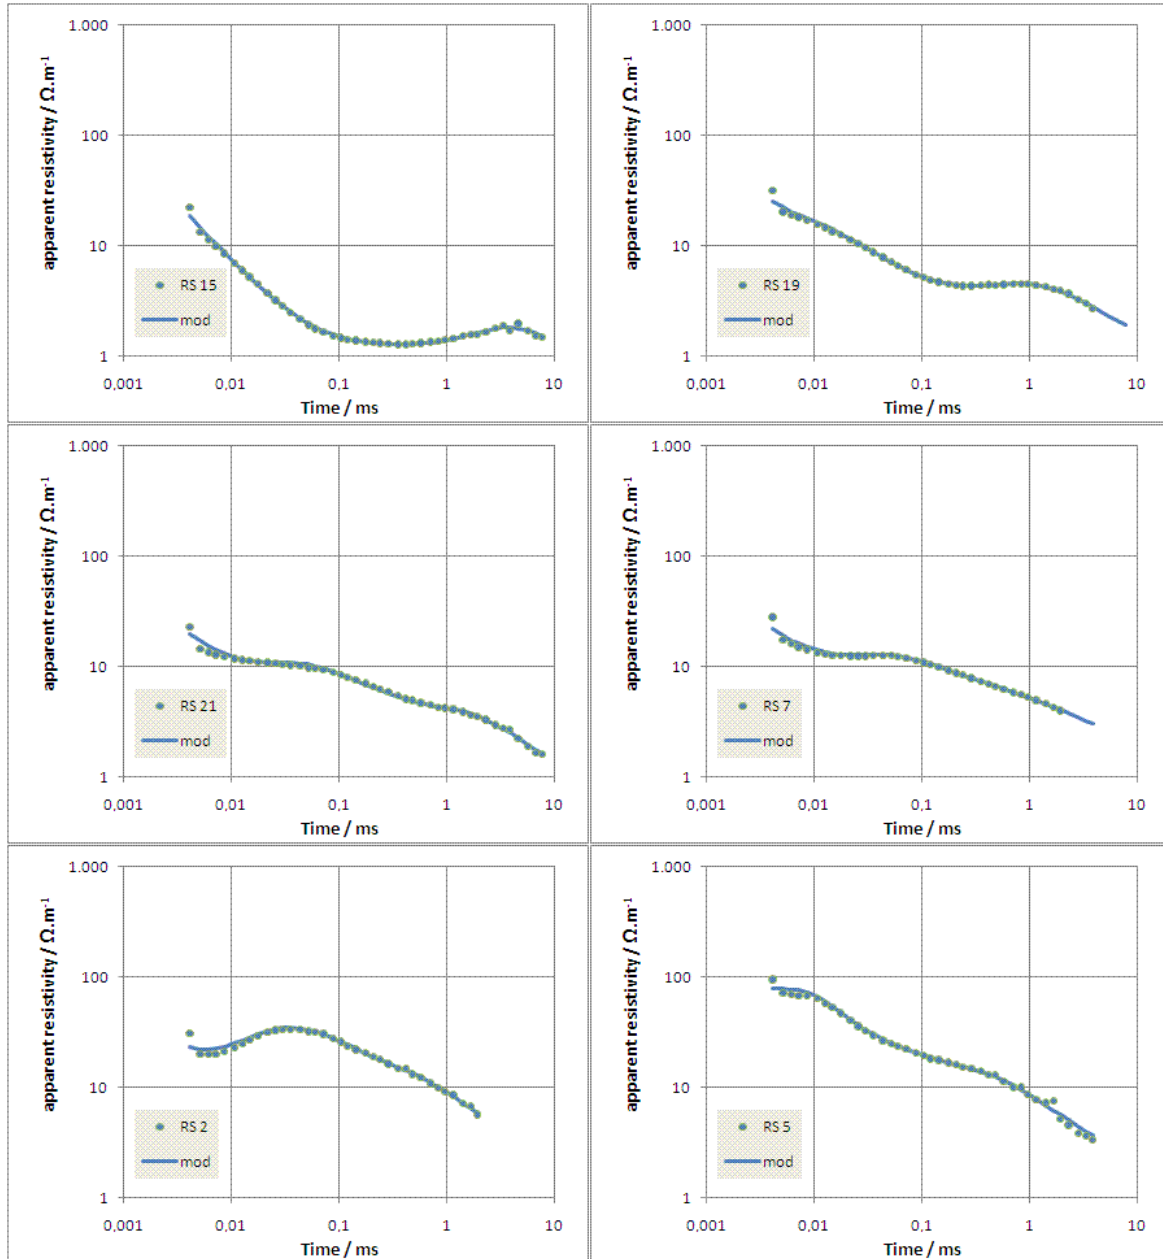 apparent resistivity / Ω.m-1
1.000
100
10
1
RS 15
mod
0,001
0,01
0,1
1
10
Time / ms
apparent resistivity / Ω.m-1
1.000
100
10
1
RS 19
mod
0,001
0,01
0,1
1
10
Time / ms
apparent resistivity / Ω.m-1
1.000
100
10
1
RS 21
mod
0,001
0,01
0,1
1
10
Time / ms
apparent resistivity / Ω.m-1
1.000
100
10
1
RS 7
mod
0,001
0,01
0,1
1
10
Time / ms
apparent resistivity / Ω.m-1
1.000
100
10
1
RS 2
mod
0,001
0,01
0,1
1
10
Time / ms
apparent resistivity / Ω.m-1
1.000
100
10
1
RS 5
mod
0,001
0,01
0,1
1
10
Time / ms